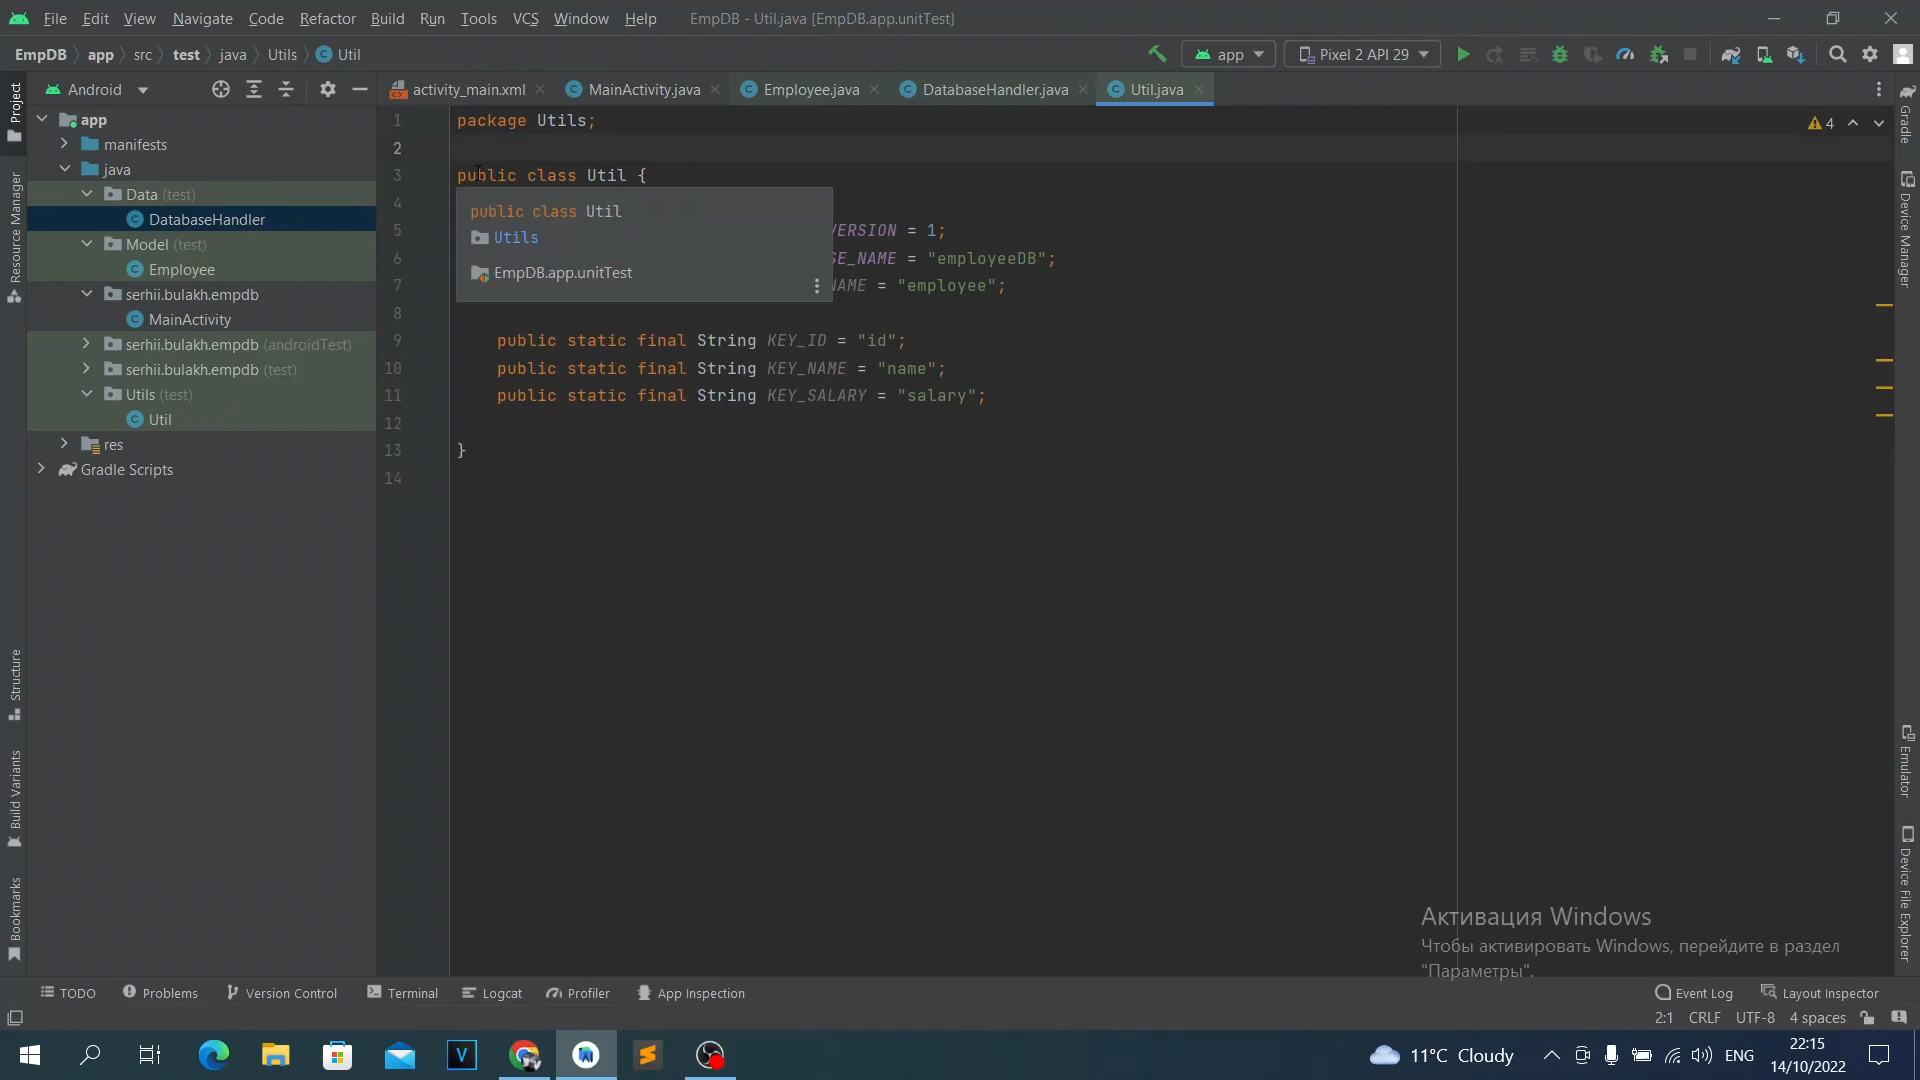 File Edit View Navigate Code Refactor Build Run Tools VCS Window Help EmpDB - Util.java [EmpDB.app.unitTest]
EmpDB app src test java Utils Util
app Pixel 2 API 29
Android
activity_main.xml MainActivity.java Employee.java DatabaseHandler.java Util.java
Project
Resource Manager
Structure
Build Variants
Bookmarks
app
manifests
java
Data (test)
DatabaseHandler
Model (test)
Employee
serhii.bulakh.empdb
MainActivity
serhii.bulakh.empdb (androidTest)
serhii.bulakh.empdb (test)
Utils (test)
Util
res
Gradle Scripts
1 package Utils;
2
3 public class Util {
4
5 VERSION = 1;
6 SE_NAME = "employeeDB";
7 NAME = "employee";
8
9 public static final String KEY_ID = "id";
10 public static final String KEY_NAME = "name";
11 public static final String KEY_SALARY = "salary";
12
13 }
14
public class Util
Utils
EmpDB.app.unitTest
4
Gradle
Device Manager
Emulator
Device File Explorer
Активация Windows
Чтобы активировать Windows, перейдите в раздел
"Параметры".
TODO Problems Version Control Terminal Logcat Profiler App Inspection Event Log Layout Inspector
2:1 CRLF UTF-8 4 spaces
11°C Cloudy ENG
22:15
14/10/2022